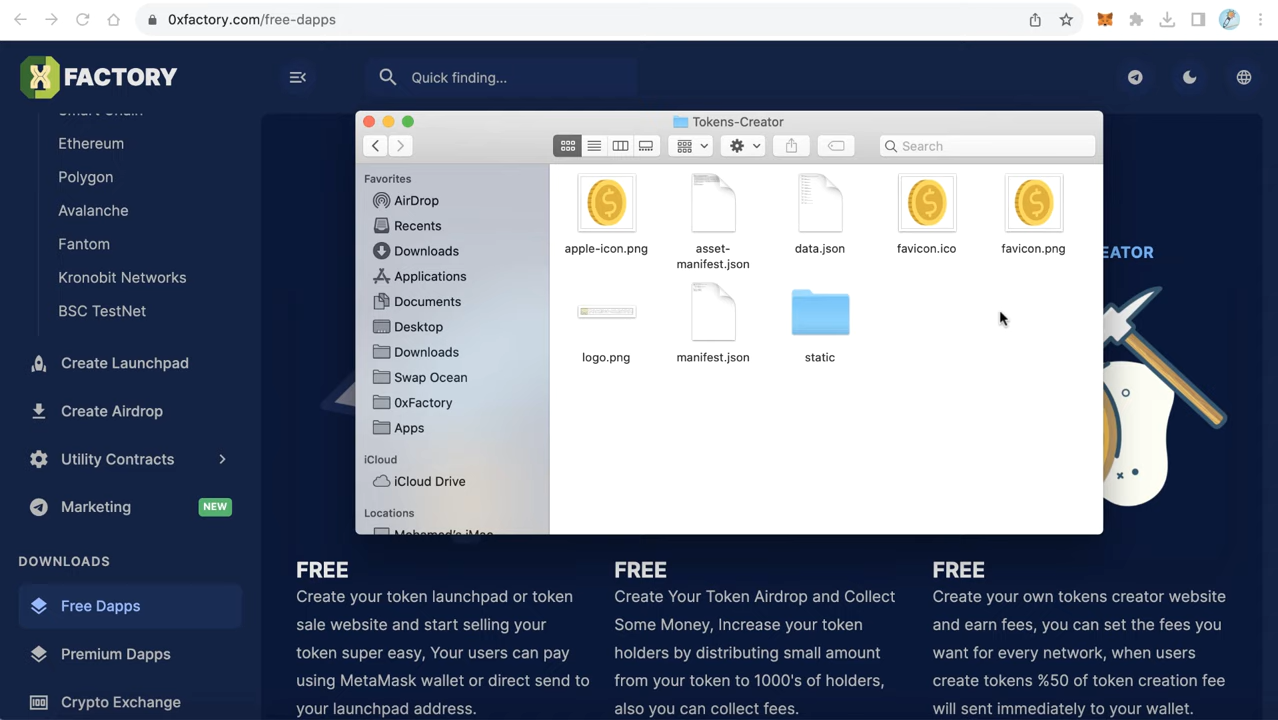 0xfactory.com/free-dapps
FACTORY
Quick finding...
Ethereum
Polygon
Avalanche
Fantom
Kronobit Networks
BSC TestNet
Create Launchpad
Create Airdrop
Utility Contracts
Marketing NEW
DOWNLOADS
Free Dapps
Premium Dapps
Crypto Exchange
Tokens-Creator
Search
Favorites
AirDrop
Recents
Downloads
Applications
Documents
Desktop
Downloads
Swap Ocean
0xFactory
Apps
iCloud
iCloud Drive
Locations
apple-icon.png
asset-
manifest.json
data.json
favicon.ico
favicon.png
logo.png
manifest.json
static
EATOR
FREE
Create your token launchpad or token
sale website and start selling your
token super easy, Your users can pay
using MetaMask wallet or direct send to
your launchpad address.
FREE
Create Your Token Airdrop and Collect
Some Money, Increase your token
holders by distributing small amount
from your token to 1000's of holders,
also you can collect fees.
FREE
Create your own tokens creator website
and earn fees, you can set the fees you
want for every network, when users
create tokens %50 of token creation fee
will sent immediately to your wallet.